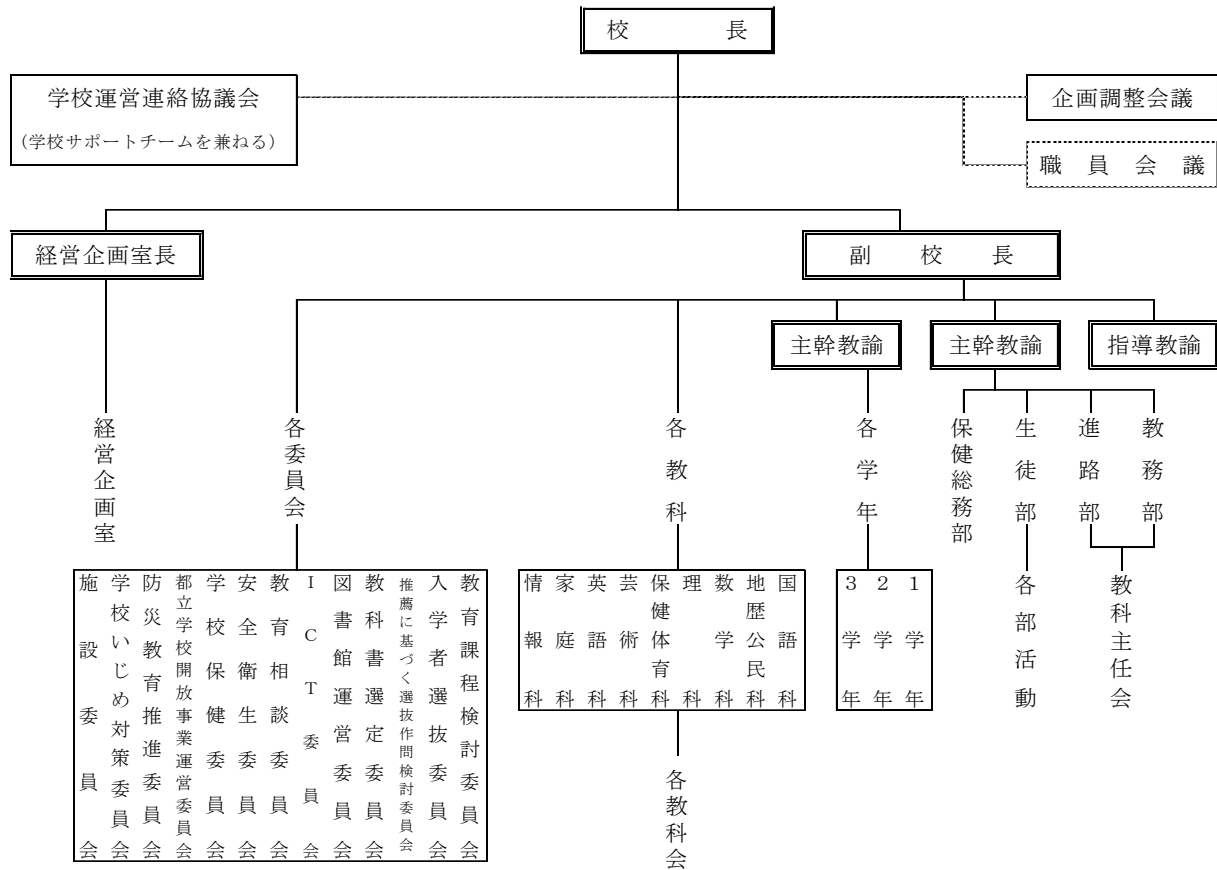 校長
学校運営連絡協議会
(学校サポートチームを兼ねる)
企画調整会議
職員会議
経営企画室長
副校長
主幹教諭
主幹教諭
指導教諭
教務部
進路部
生徒部
保健総務部
各学年
各教科
各委員会
経営企画室
教科主任会
各部活動
1学年
2学年
3学年
国語科
地歴公民科
数学科
理科
保健体育科
芸術科
英語科
家庭科
情報科
各教科会
教育課程検討委員会
入学者選抜委員会
推薦に基づく選抜作問検討委員会
教科書選定委員会
図書館運営委員会
ICT委員会
教育相談委員会
安全衛生委員会
学校保健委員会
都立学校開放事業運営委員会
防災教育推進委員会
学校いじめ対策委員会
施設委員会